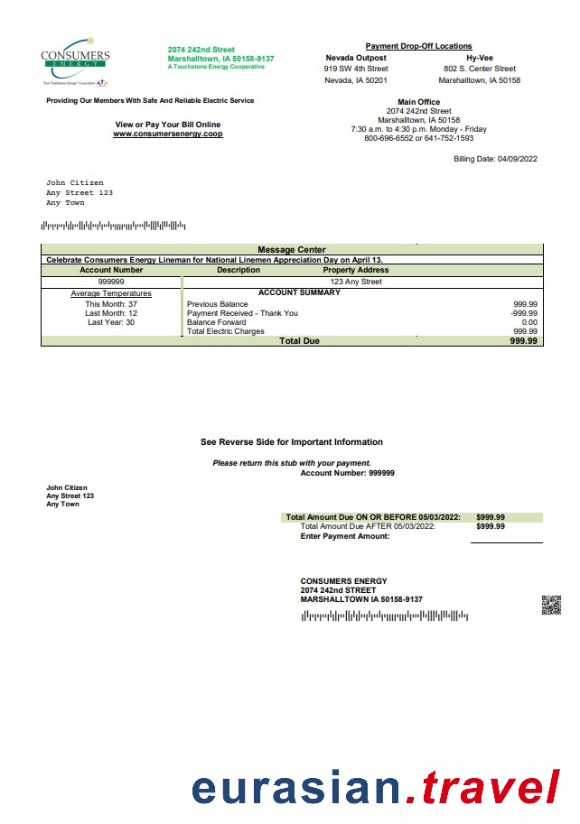 CONSUMERS
ENERGY
Your Touchstone Energy® Cooperative
2074 242nd Street
Marshalltown, IA 50158-9137
A Touchstone Energy Cooperative
Payment Drop-Off Locations
Nevada Outpost Hy-Vee
919 SW 4th Street 802 S. Center Street
Nevada, IA 50201 Marshalltown, IA 50158
Providing Our Members With Safe And Reliable Electric Service
View or Pay Your Bill Online
www.consumersenergy.coop
Main Office
2074 242nd Street
Marshalltown, IA 50158
7:30 a.m. to 4:30 p.m. Monday - Friday
800-696-6552 or 641-752-1593
Billing Date: 04/09/2022
John Citizen
Any Street 123
Any Town
Message Center
Celebrate Consumers Energy Lineman for National Linemen Appreciation Day on April 13.
Account Number Description Property Address
999999 123 Any Street
Average Temperatures ACCOUNT SUMMARY
This Month: 37 Previous Balance 999.99
Last Month: 12 Payment Received - Thank You -999.99
Last Year: 30 Balance Forward 0.00
Total Electric Charges 999.99
Total Due 999.99
See Reverse Side for Important Information
Please return this stub with your payment.
Account Number: 999999
John Citizen
Any Street 123
Any Town
Total Amount Due ON OR BEFORE 05/03/2022: $999.99
Total Amount Due AFTER 05/03/2022: $999.99
Enter Payment Amount:
CONSUMERS ENERGY
2074 242nd STREET
MARSHALLTOWN IA 50158-9137
eurasian.travel